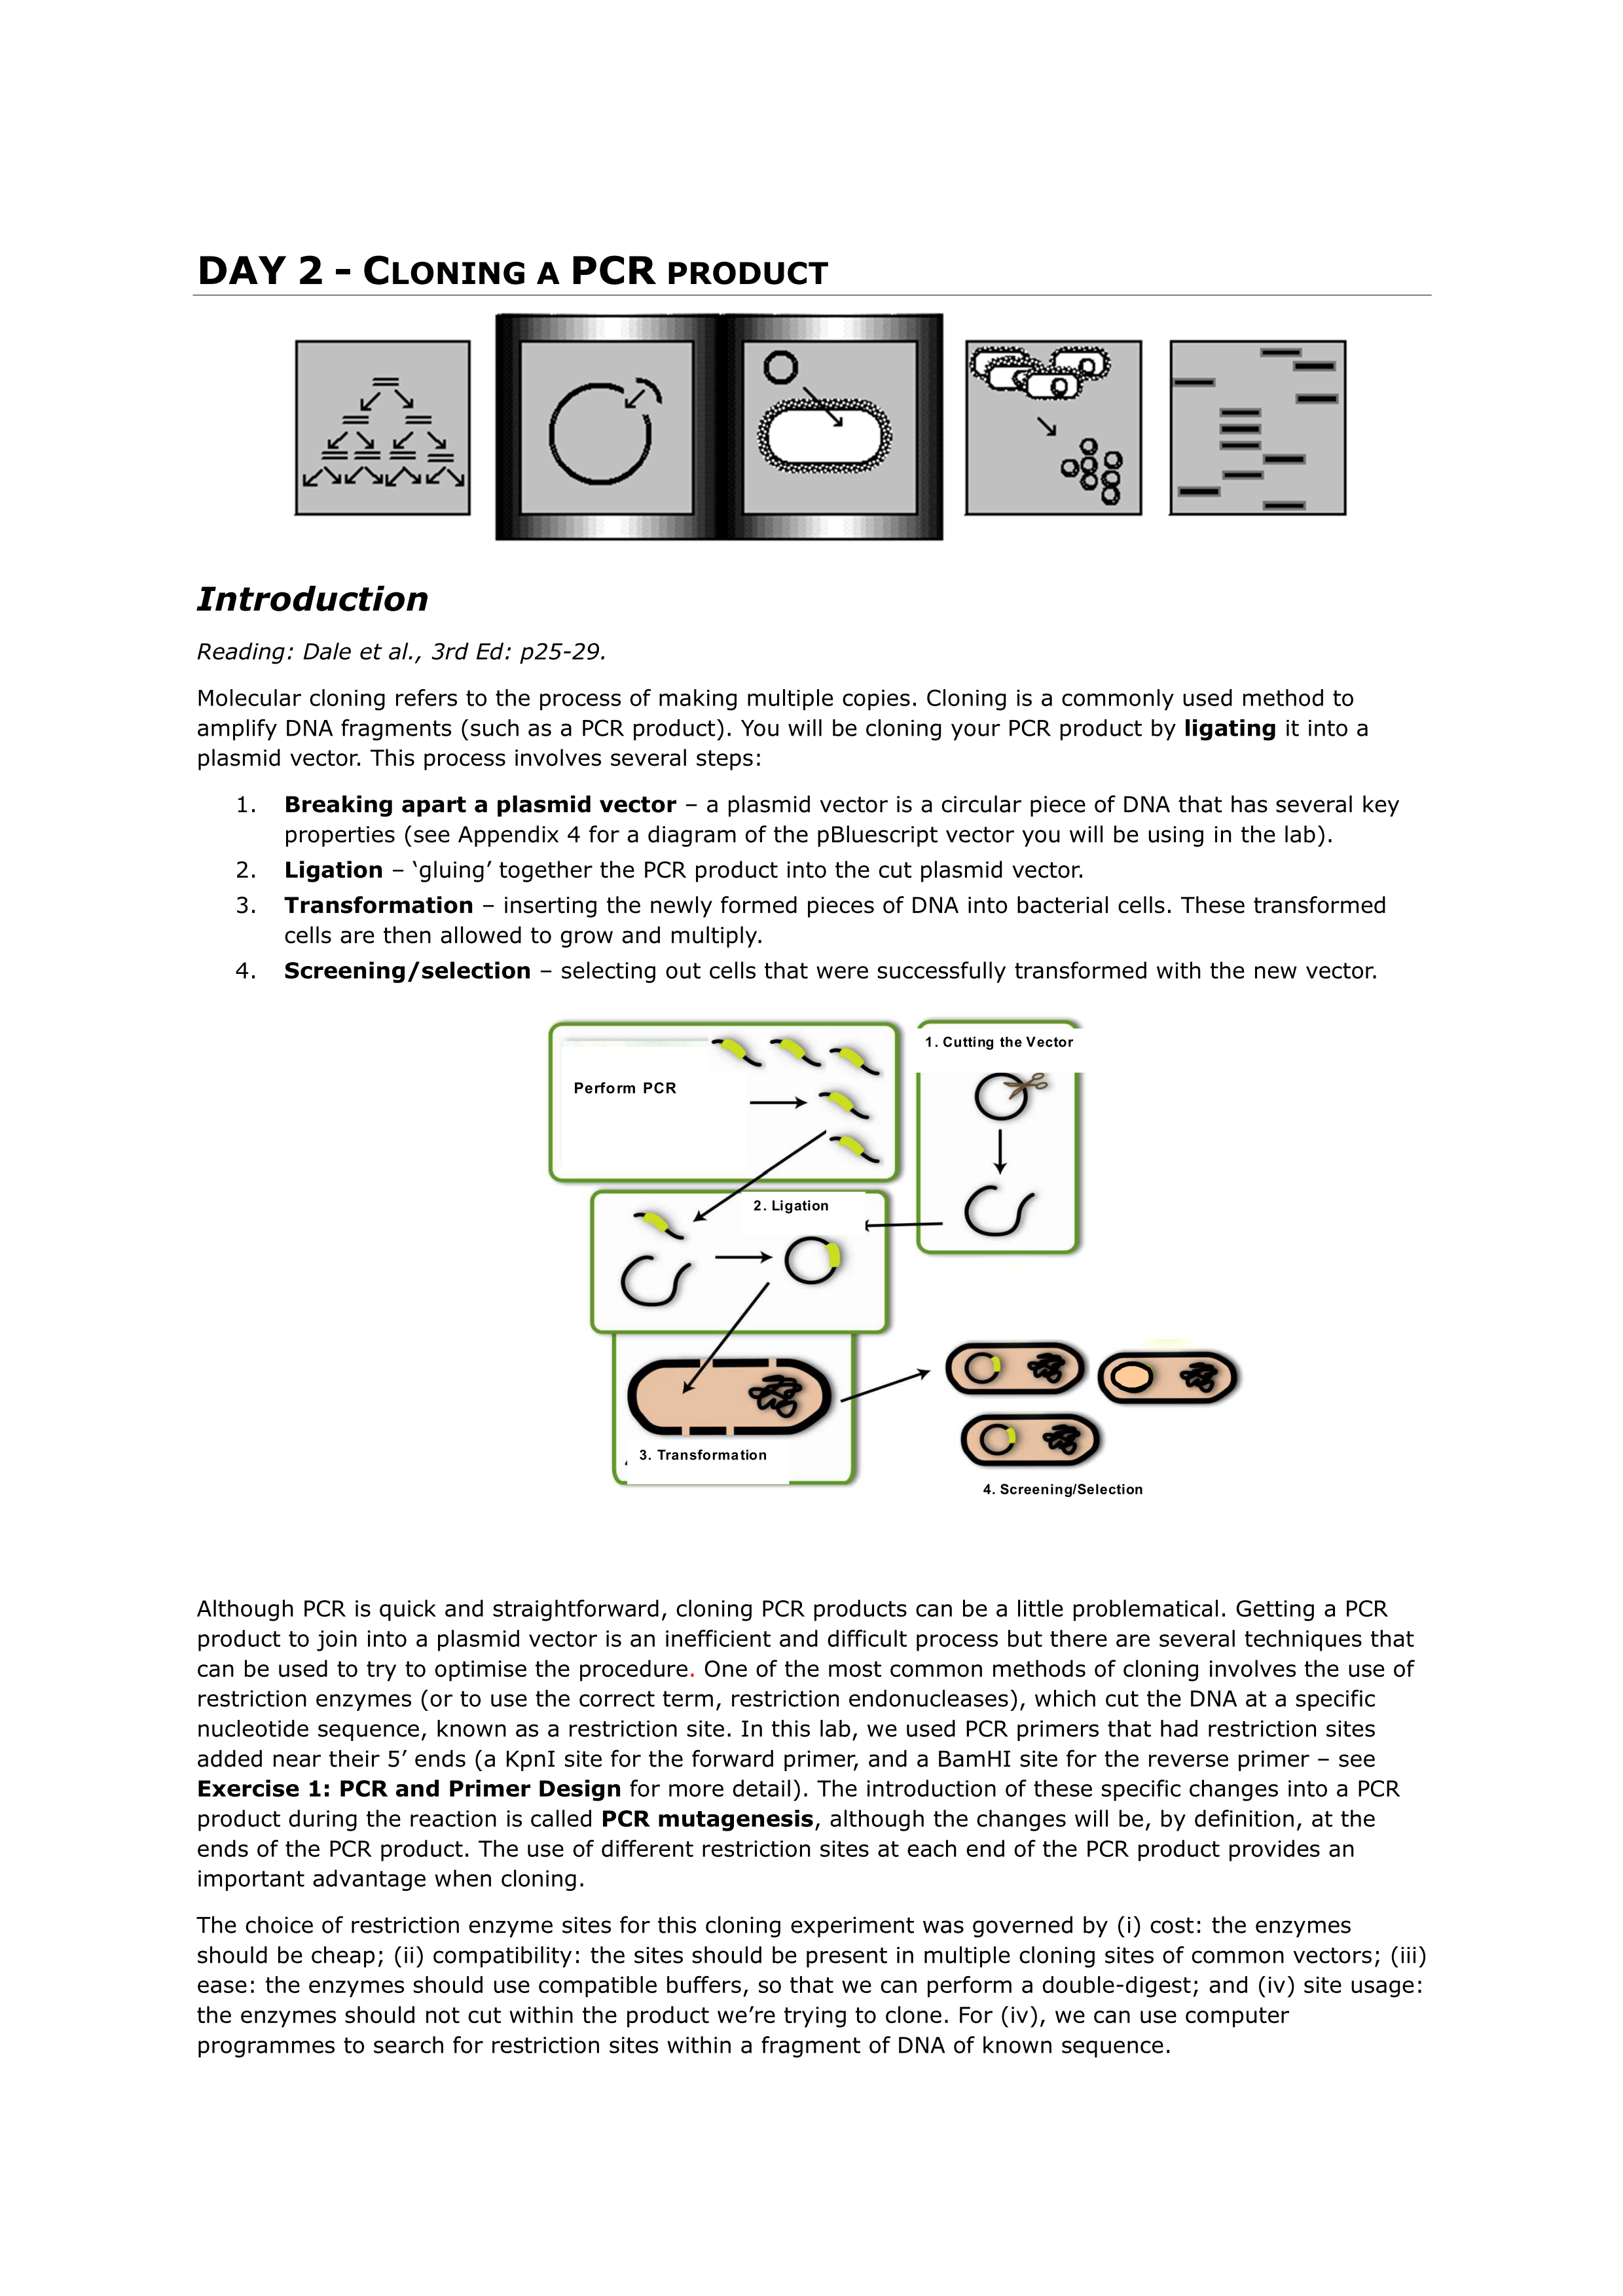 DAY 2 - CLONING A PCR PRODUCT
Introduction
Reading: Dale et al., 3rd Ed: p25-29.
Molecular cloning refers to the process of making multiple copies. Cloning is a commonly used method to
amplify DNA fragments (such as a PCR product). You will be cloning your PCR product by ligating it into a
plasmid vector. This process involves several steps:
1. Breaking apart a plasmid vector – a plasmid vector is a circular piece of DNA that has several key
properties (see Appendix 4 for a diagram of the pBluescript vector you will be using in the lab).
2. Ligation – ‘gluing’ together the PCR product into the cut plasmid vector.
3. Transformation – inserting the newly formed pieces of DNA into bacterial cells. These transformed
cells are then allowed to grow and multiply.
4. Screening/selection – selecting out cells that were successfully transformed with the new vector.
Perform PCR
1. Cutting the Vector
2. Ligation
3. Transformation
4. Screening/Selection
Although PCR is quick and straightforward, cloning PCR products can be a little problematical. Getting a PCR
product to join into a plasmid vector is an inefficient and difficult process but there are several techniques that
can be used to try to optimise the procedure. One of the most common methods of cloning involves the use of
restriction enzymes (or to use the correct term, restriction endonucleases), which cut the DNA at a specific
nucleotide sequence, known as a restriction site. In this lab, we used PCR primers that had restriction sites
added near their 5’ ends (a KpnI site for the forward primer, and a BamHI site for the reverse primer – see
Exercise 1: PCR and Primer Design for more detail). The introduction of these specific changes into a PCR
product during the reaction is called PCR mutagenesis, although the changes will be, by definition, at the
ends of the PCR product. The use of different restriction sites at each end of the PCR product provides an
important advantage when cloning.
The choice of restriction enzyme sites for this cloning experiment was governed by (i) cost: the enzymes
should be cheap; (ii) compatibility: the sites should be present in multiple cloning sites of common vectors; (iii)
ease: the enzymes should use compatible buffers, so that we can perform a double-digest; and (iv) site usage:
the enzymes should not cut within the product we’re trying to clone. For (iv), we can use computer
programmes to search for restriction sites within a fragment of DNA of known sequence.